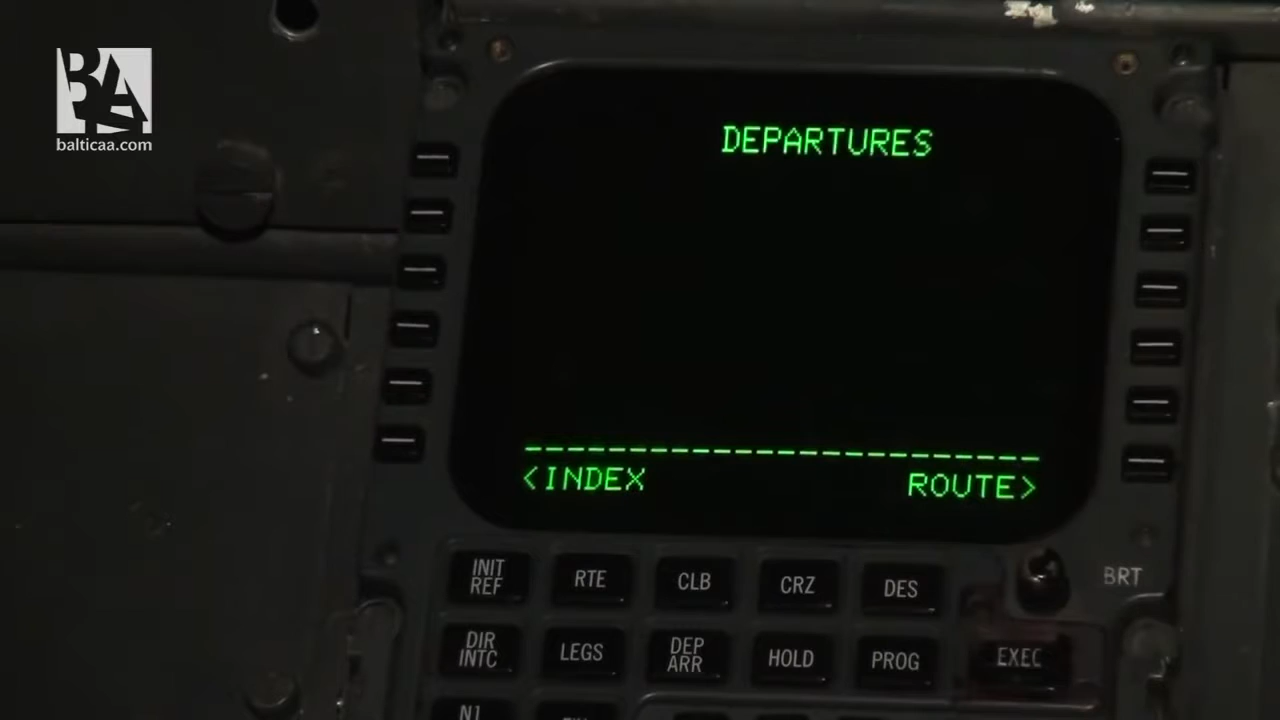 BA
balticaa.com
DEPARTURES
<INDEX ROUTE>
INIT REF RTE CLB CRZ DES BRT
DIR INTC LEGS DEP ARR HOLD PROG EXEC
N1